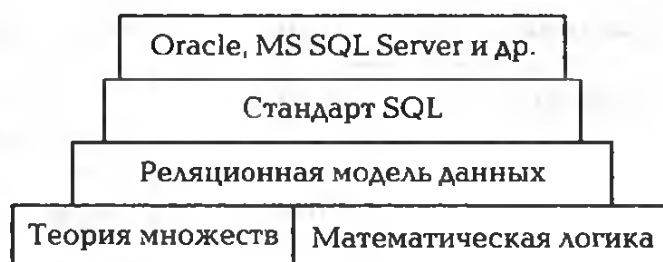 Oracle, MS SQL Server и др.
Стандарт SQL
Реляционная модель данных
Теория множеств Математическая логика